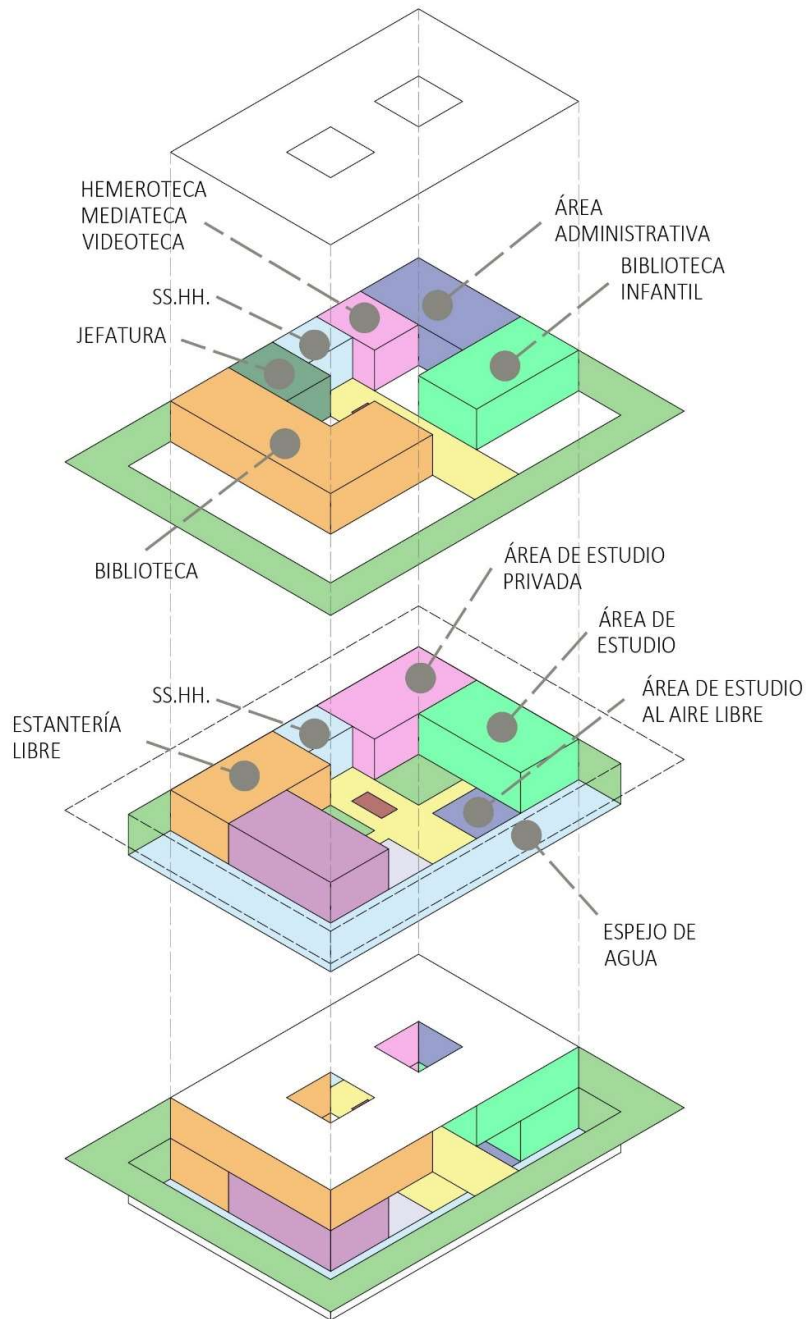 HEMEROTECA
MEDIATECA
VIDEOTECA
ÁREA
ADMINISTRATIVA
BIBLIOTECA
INFANTIL
SS.HH.
JEFATURA
BIBLIOTECA
ÁREA DE ESTUDIO
PRIVADA
ÁREA DE
ESTUDIO
ÁREA DE ESTUDIO
AL AIRE LIBRE
SS.HH.
ESTANTERÍA
LIBRE
ESPEJO DE
AGUA